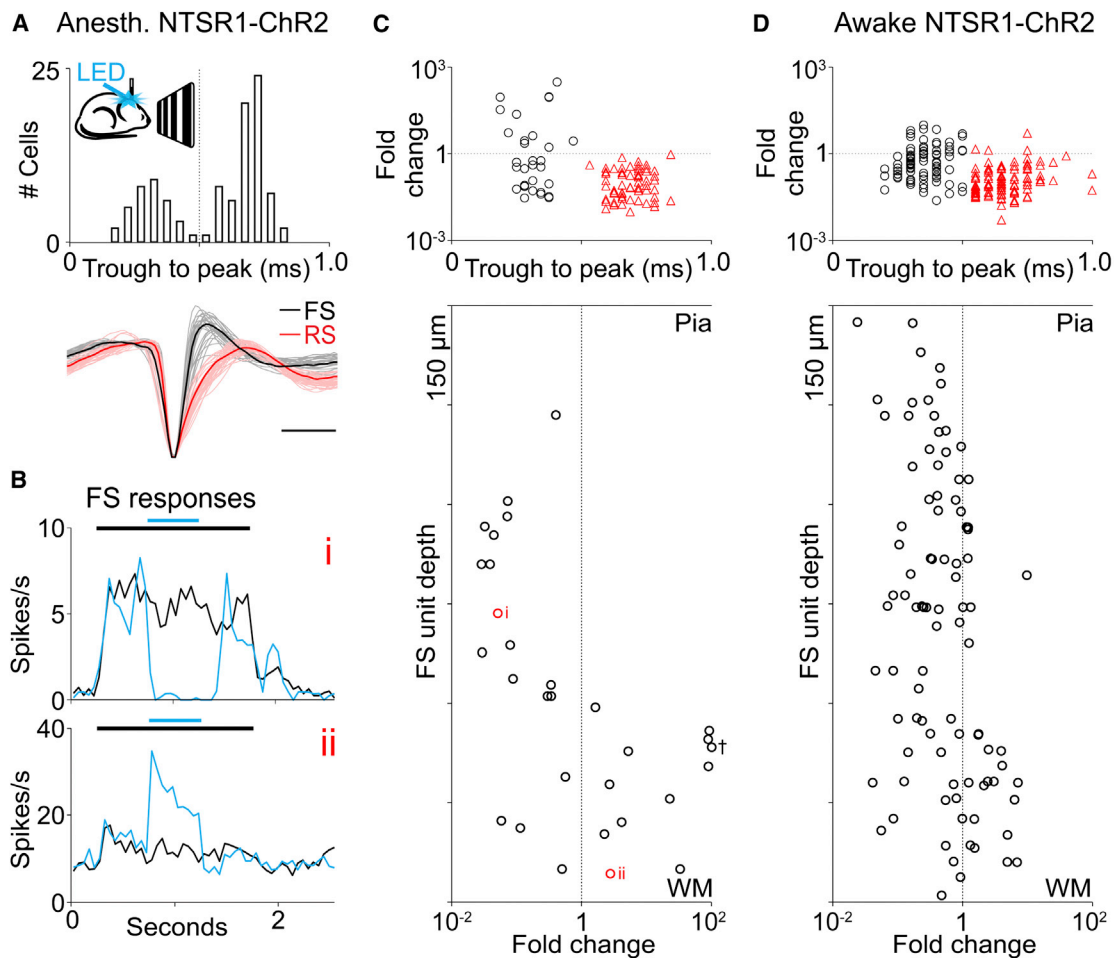 A Anesth. NTSR1-ChR2
25
LED
# Cells
0
0 Trough to peak (ms) 1.0
FS
RS
B
FS responses
10
i
Spikes/s
5
0
40
ii
Spikes/s
20
0
0 2
Seconds
C
10³
Fold change
1
10⁻³
0 Trough to peak (ms) 1.0
Pia
150 µm
FS unit depth
i
†
ii
WM
10⁻² 1 10²
Fold change
D Awake NTSR1-ChR2
10³
Fold change
1
10⁻³
0 Trough to peak (ms) 1.0
Pia
150 µm
FS unit depth
WM
10⁻² 1 10²
Fold change